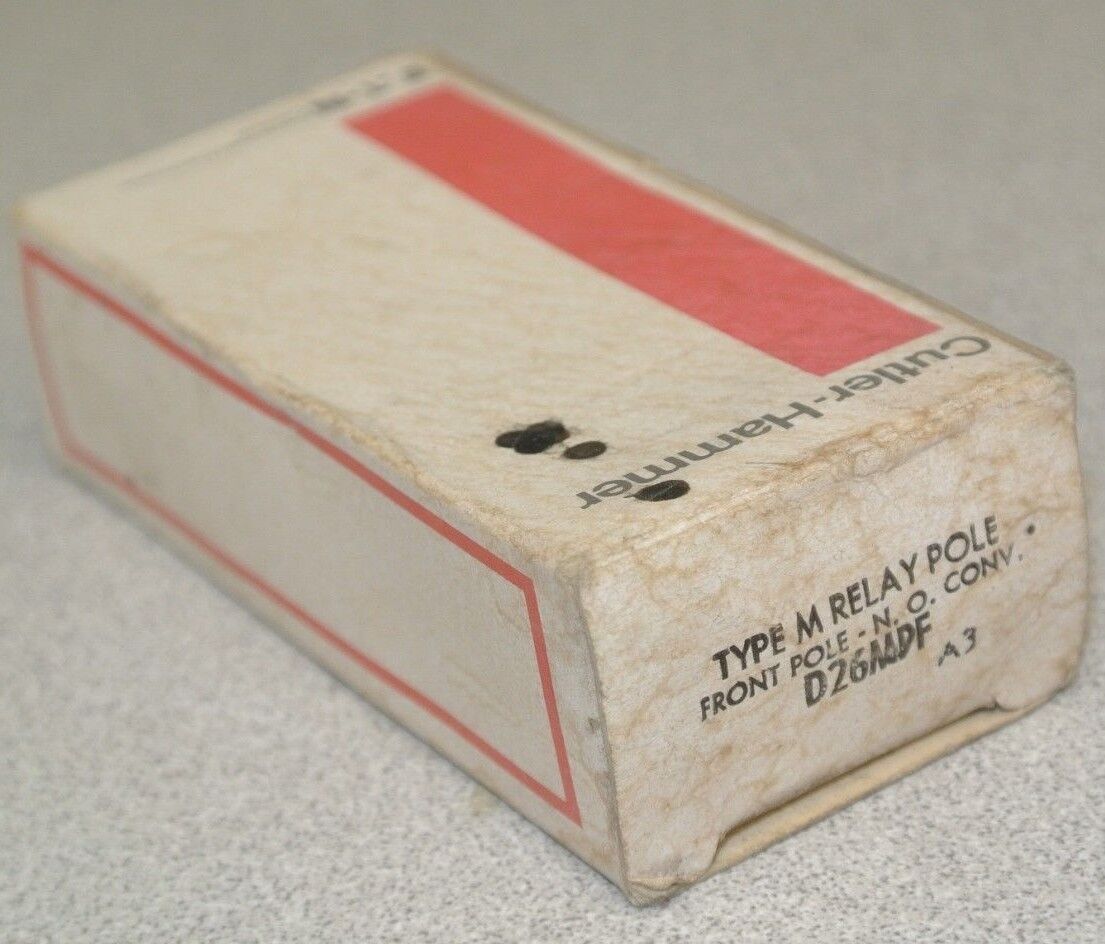 Cutler-Hammer
TYPE M RELAY POLE
FRONT POLE - N. O. CONV.
D26MDF A3